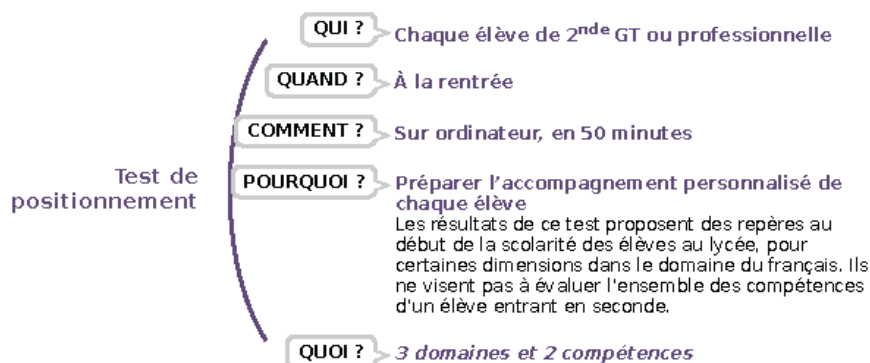 QUI ?
Chaque élève de 2nde GT ou professionnelle
QUAND ?
À la rentrée
COMMENT ?
Sur ordinateur, en 50 minutes
Test de
positionnement
POURQUOI ?
Préparer l'accompagnement personnalisé de
chaque élève
Les résultats de ce test proposent des repères au
début de la scolarité des élèves au lycée, pour
certaines dimensions dans le domaine du français. Ils
ne visent pas à évaluer l'ensemble des compétences
d'un élève entrant en seconde.
QUOI ?
3 domaines et 2 compétences